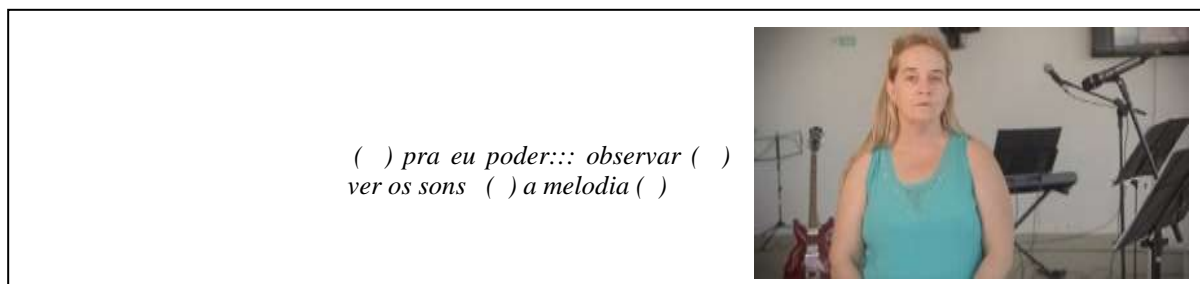 ( ) pra eu poder::: observar ( )
ver os sons ( ) a melodia ( )